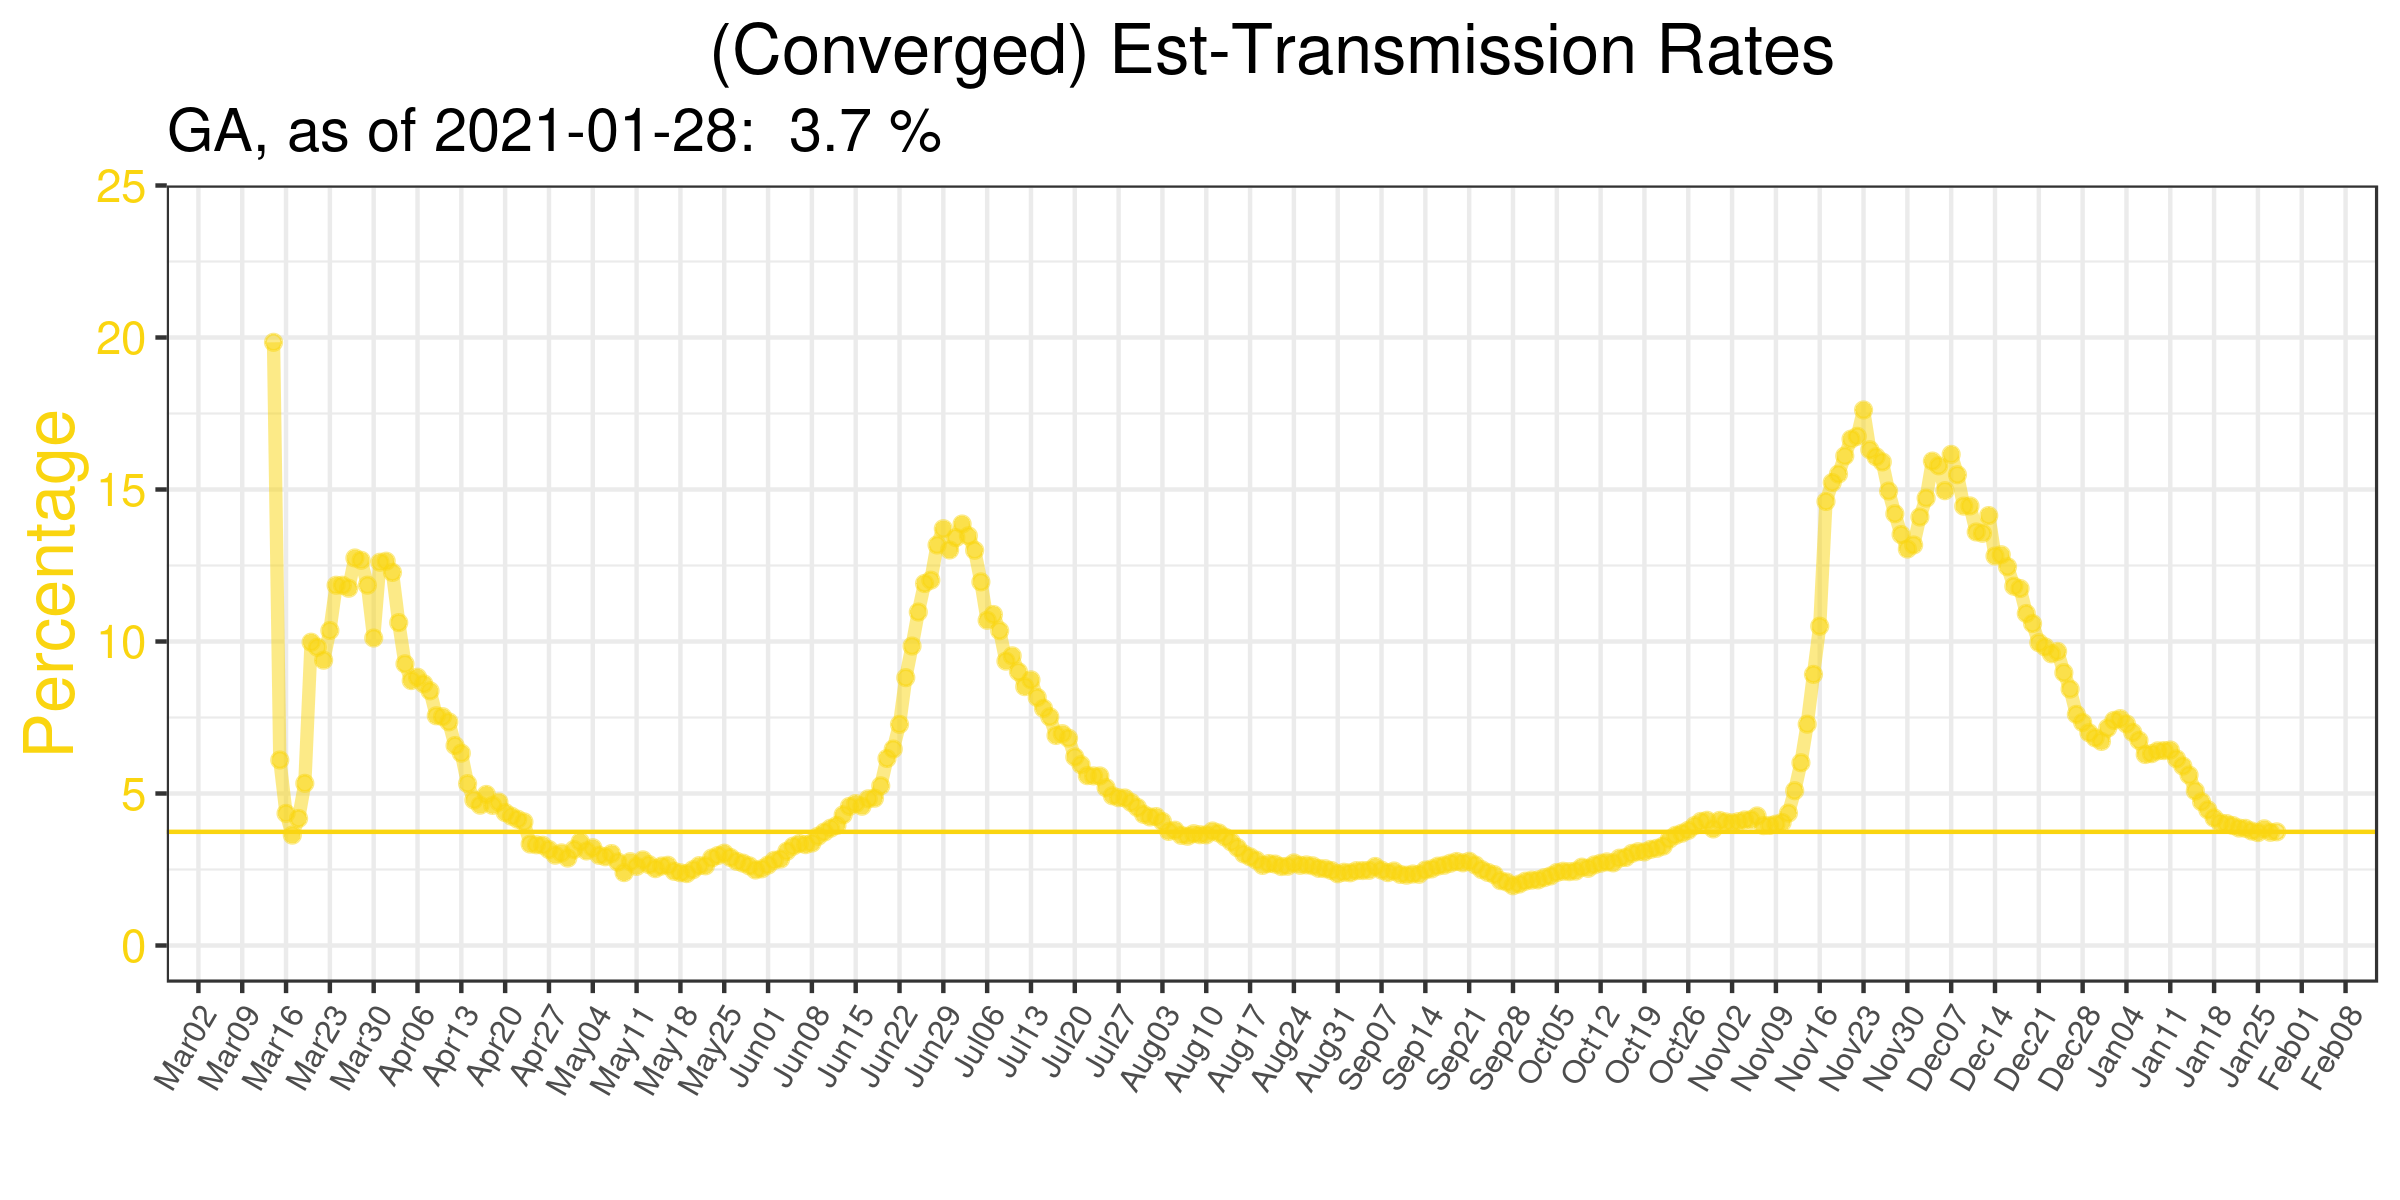 (Converged) Est-Transmission Rates
GA, as of 2021-01-28:  3.7 %
Percentage
25
20
15
10
5
0
Mar02
Mar09
Mar16
Mar23
Mar30
Apr06
Apr13
Apr20
Apr27
May04
May11
May18
May25
Jun01
Jun08
Jun15
Jun22
Jun29
Jul06
Jul13
Jul20
Jul27
Aug03
Aug10
Aug17
Aug24
Aug31
Sep07
Sep14
Sep21
Sep28
Oct05
Oct12
Oct19
Oct26
Nov02
Nov09
Nov16
Nov23
Nov30
Dec07
Dec14
Dec21
Dec28
Jan04
Jan11
Jan18
Jan25
Feb01
Feb08